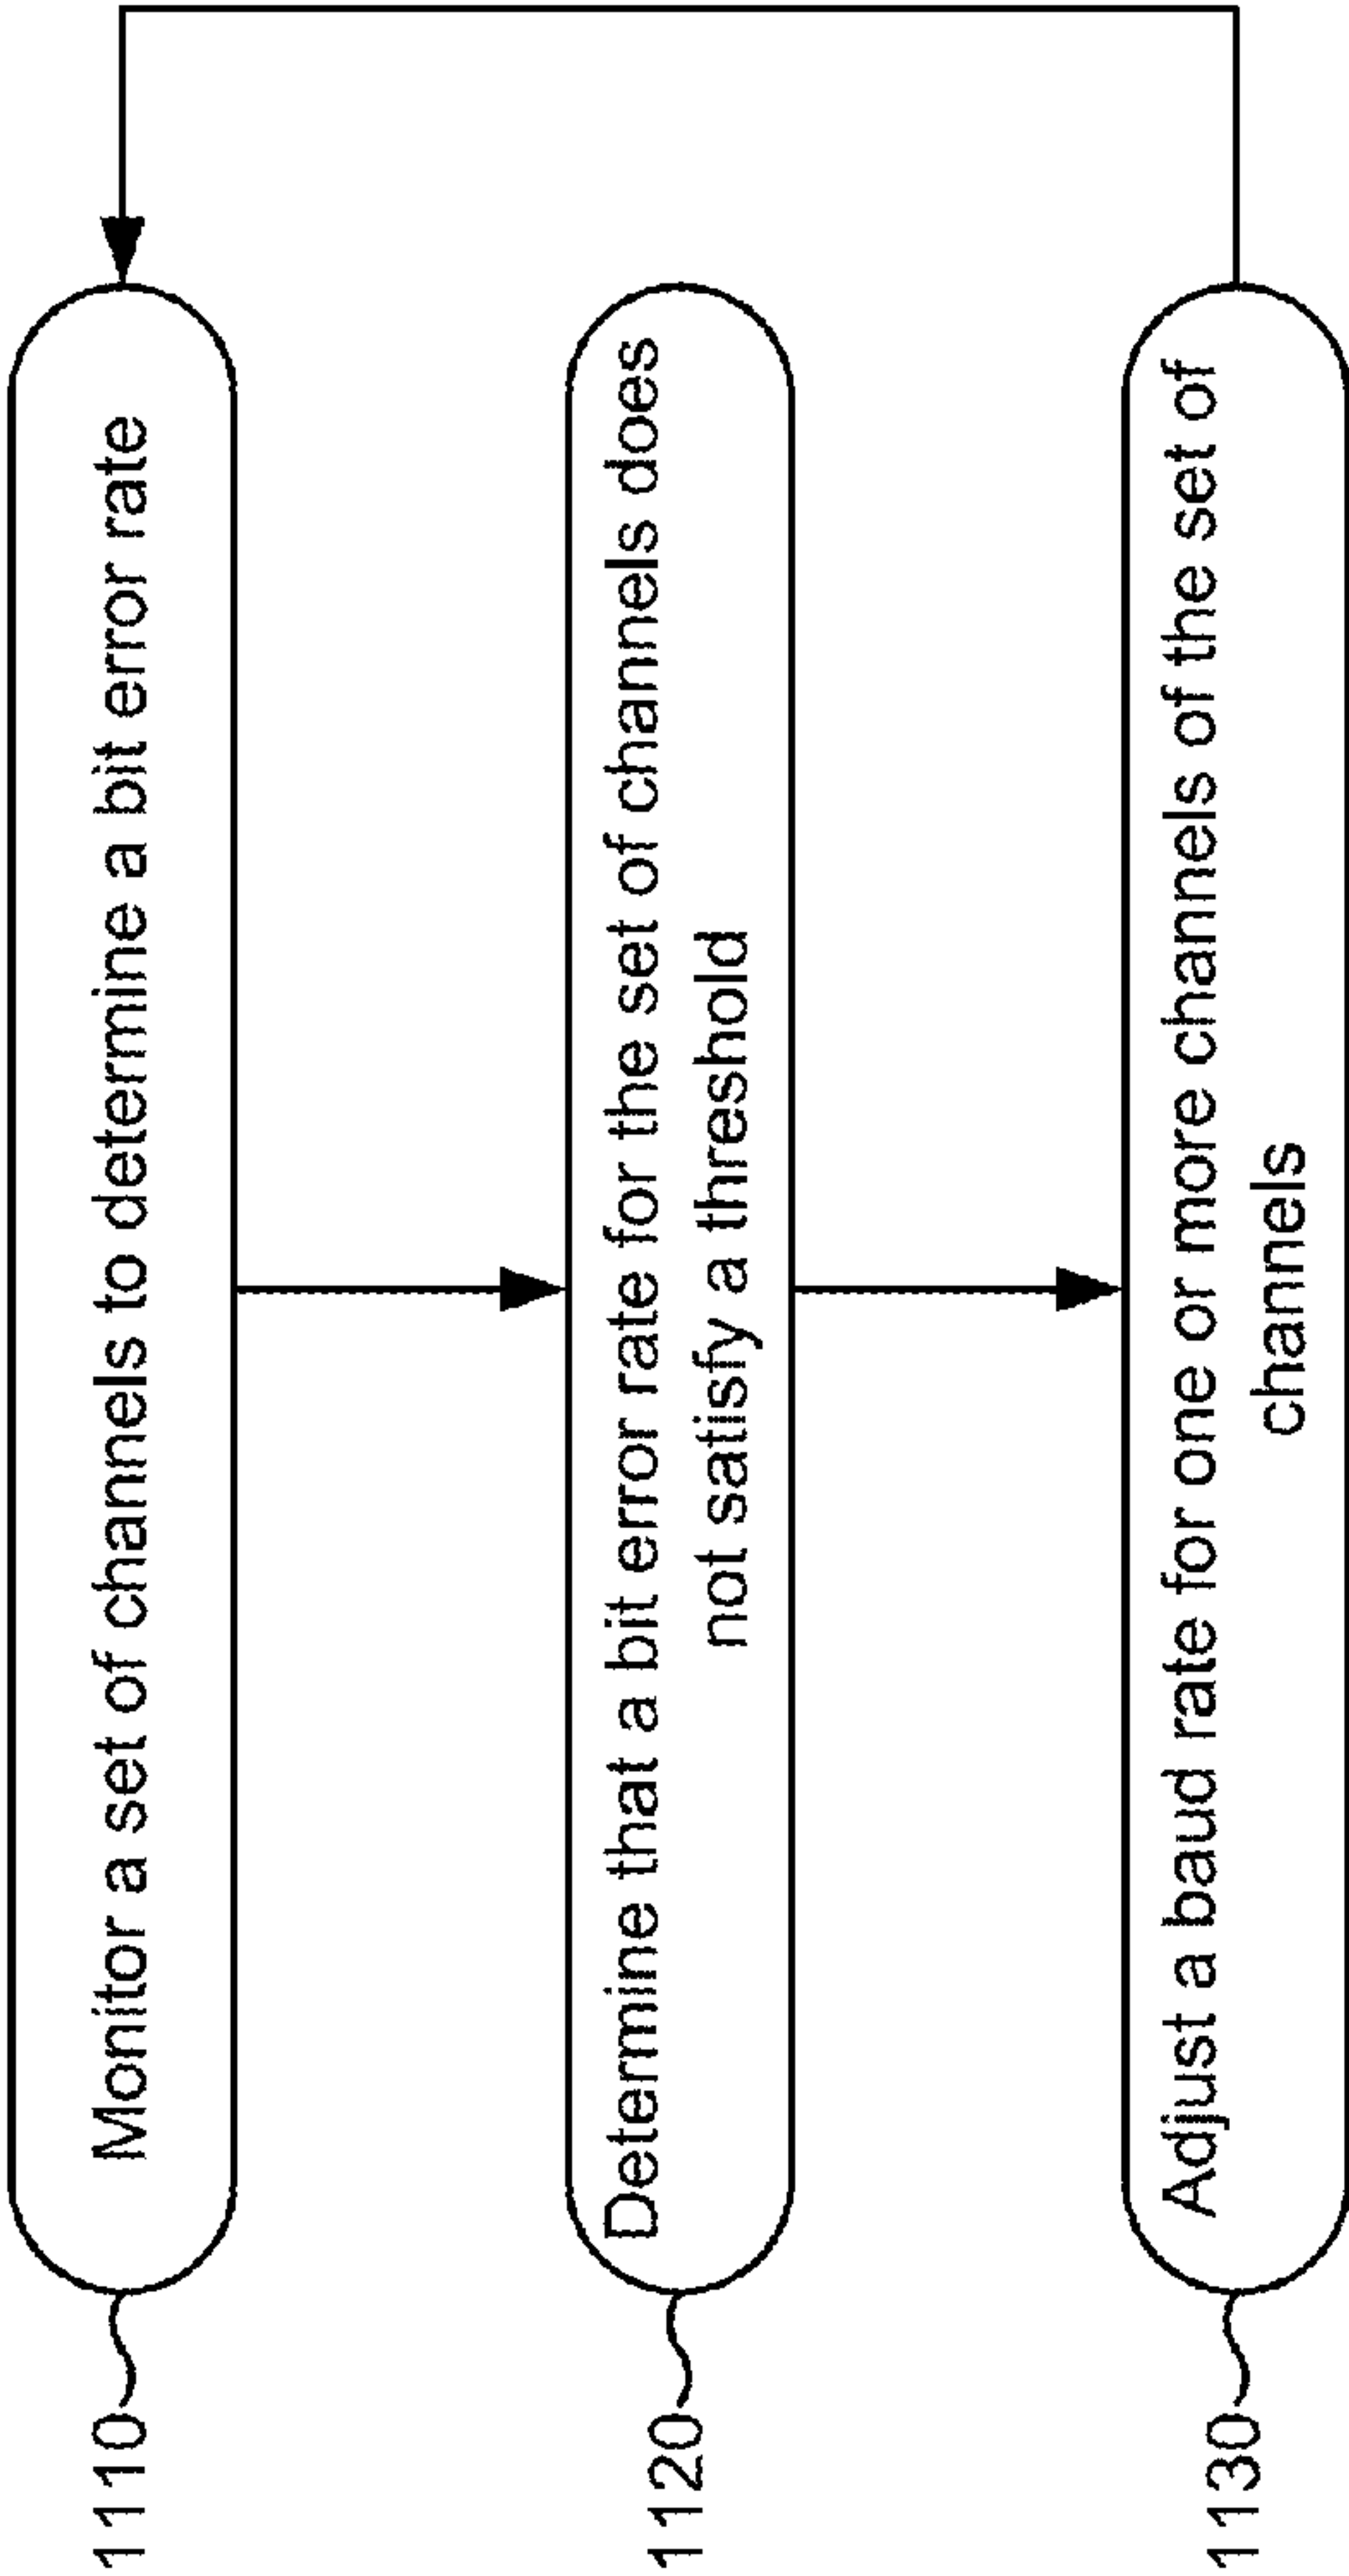 1110
Monitor a set of channels to determine a bit error rate
1120
Determine that a bit error rate for the set of channels does
not satisfy a threshold
1130
Adjust a baud rate for one or more channels of the set of
channels